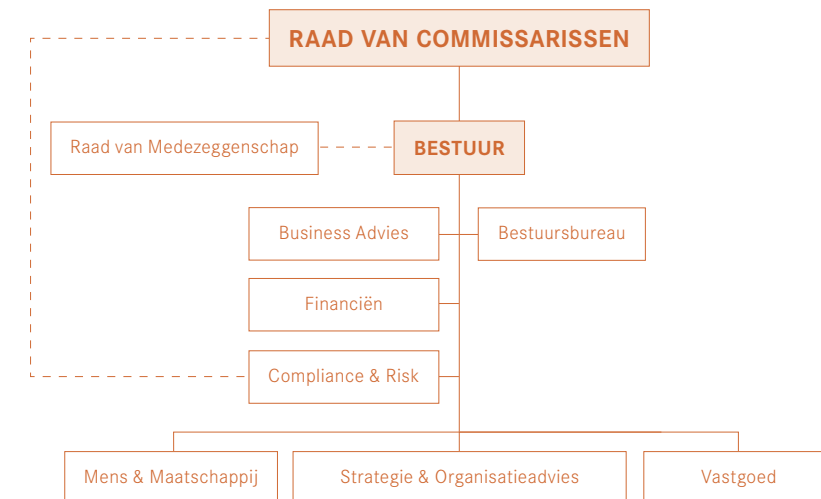 RAAD VAN COMMISSARISSEN
Raad van Medezeggenschap
BESTUUR
Business Advies
Bestuursbureau
Financiën
Compliance & Risk
Mens & Maatschappij
Strategie & Organisatieadvies
Vastgoed